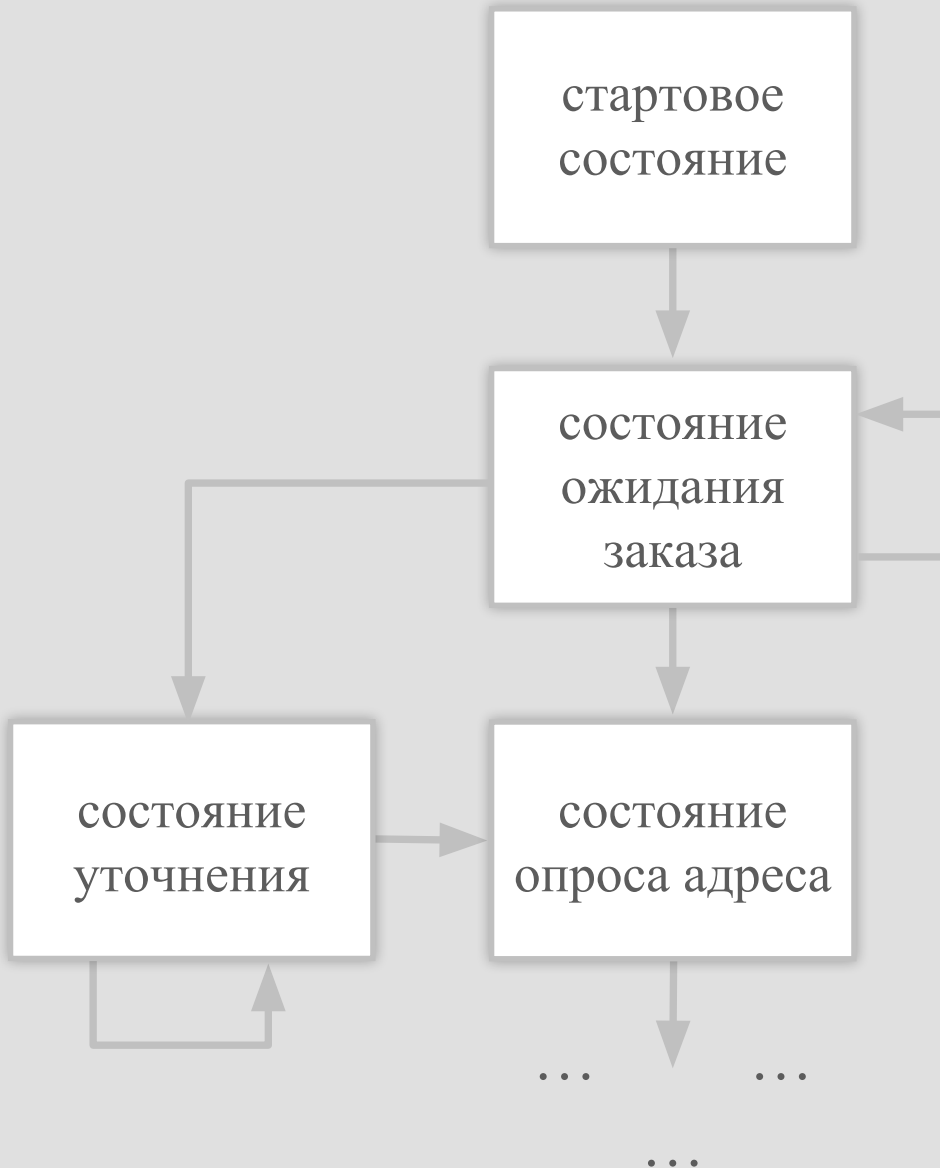 стартовое
состояние
состояние
ожидания
заказа
состояние
уточнения
состояние
опроса адреса
... ...
...